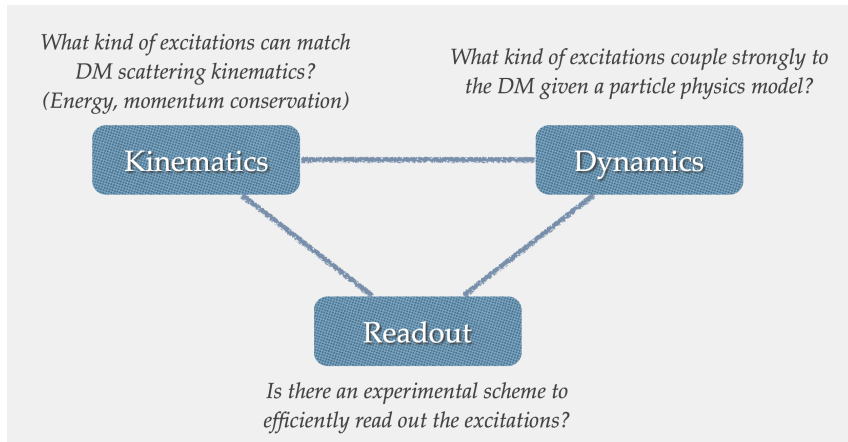 What kind of excitations can match
DM scattering kinematics?
(Energy, momentum conservation)
What kind of excitations couple strongly to
the DM given a particle physics model?
Kinematics
Dynamics
Readout
Is there an experimental scheme to
efficiently read out the excitations?